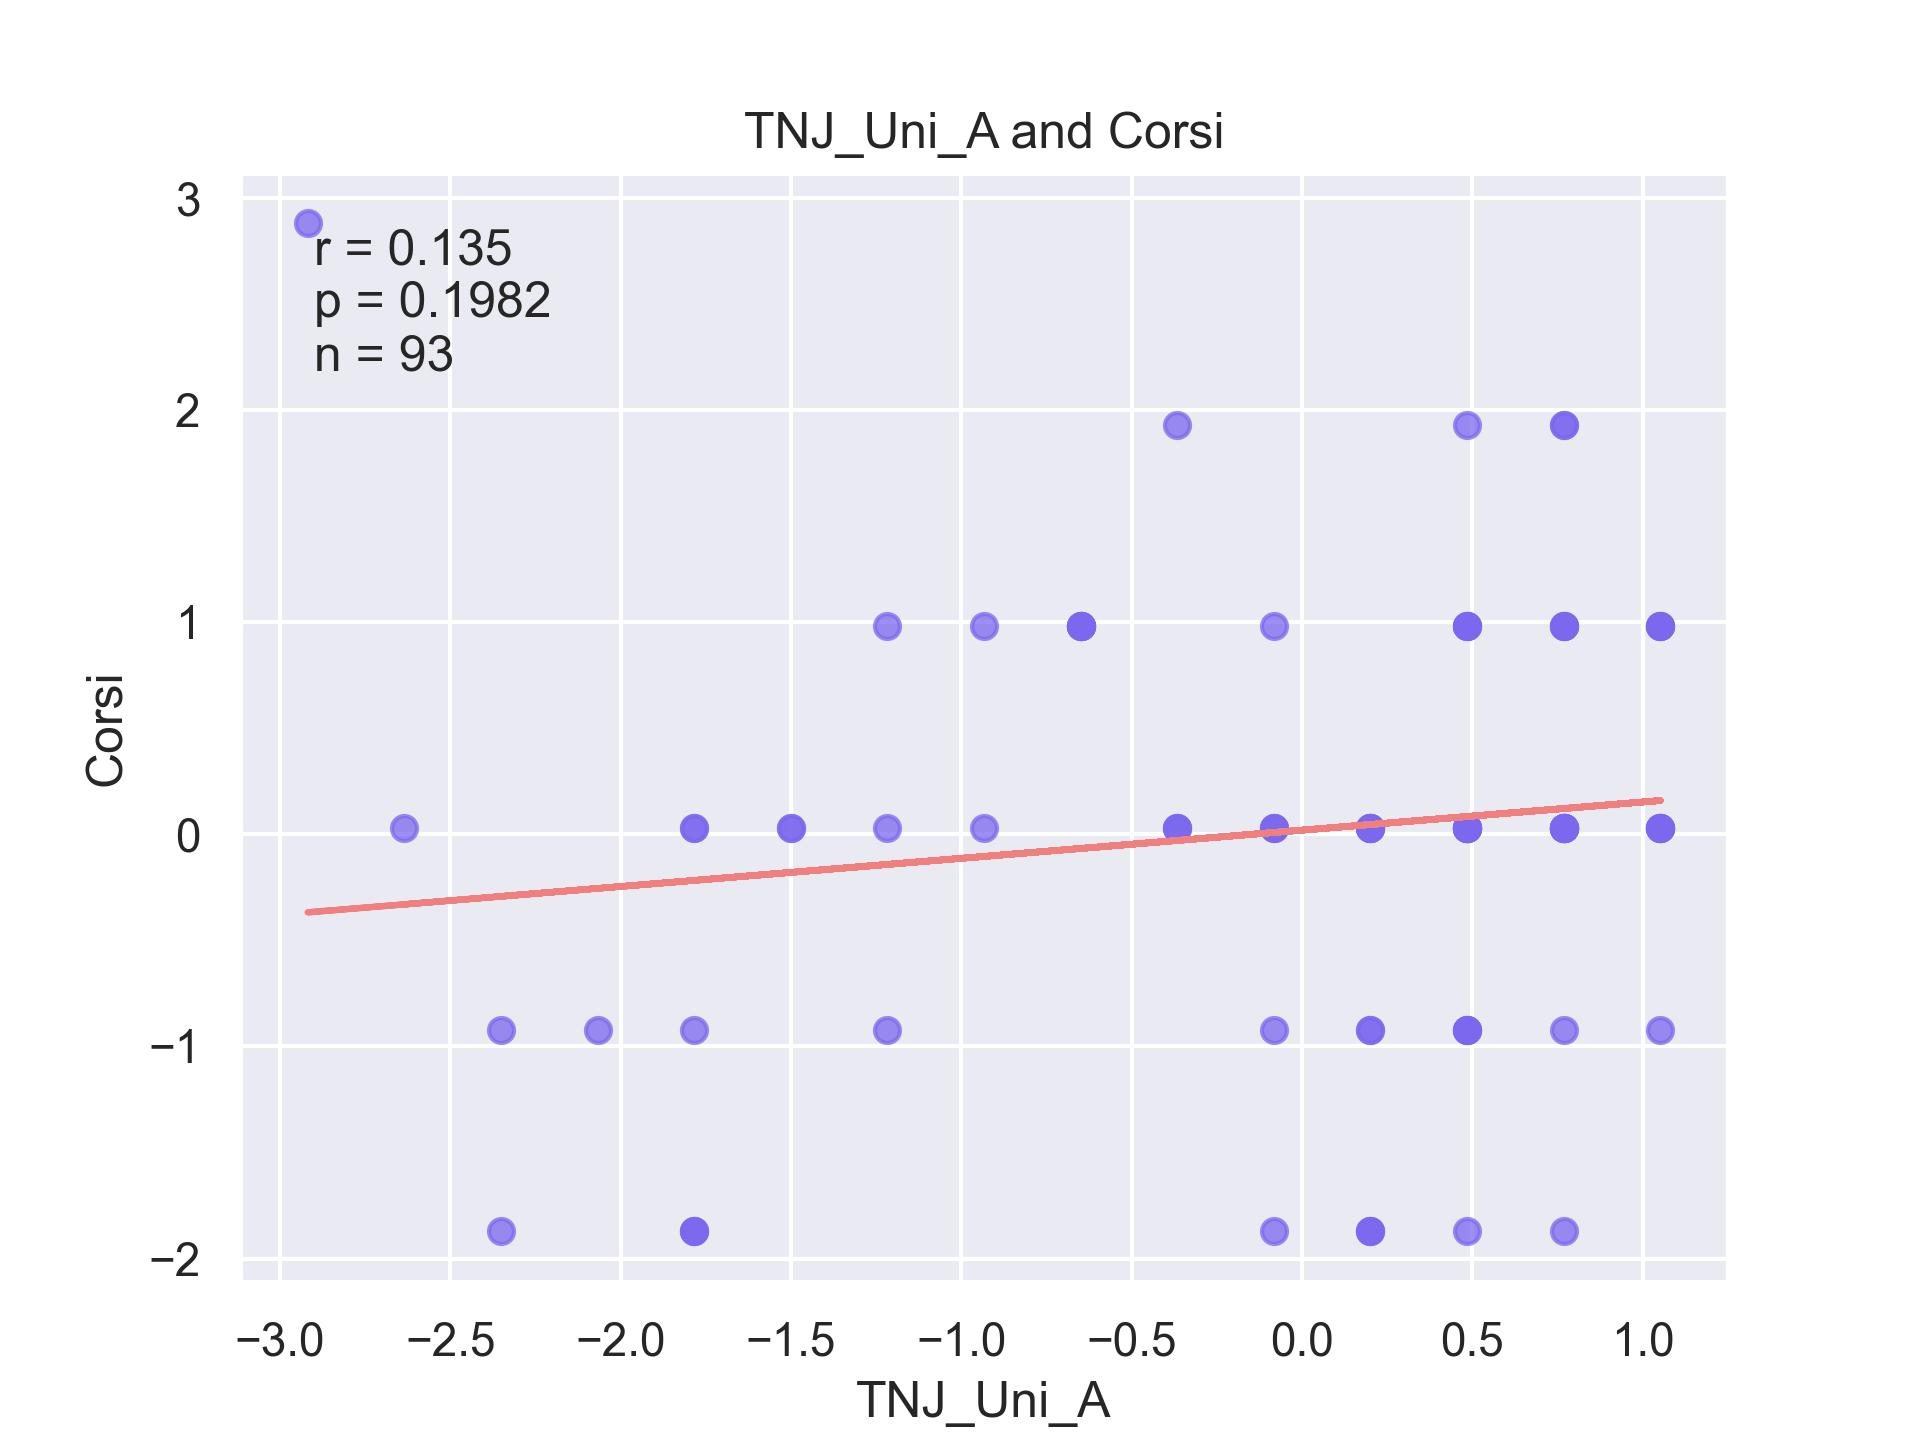 TNJ_Uni_A and Corsi
3
r = 0.135
p = 0.1982
n = 93
2
1
Corsi
0
−1
−2
−3.0 −2.5 −2.0 −1.5 −1.0 −0.5 0.0 0.5 1.0
TNJ_Uni_A